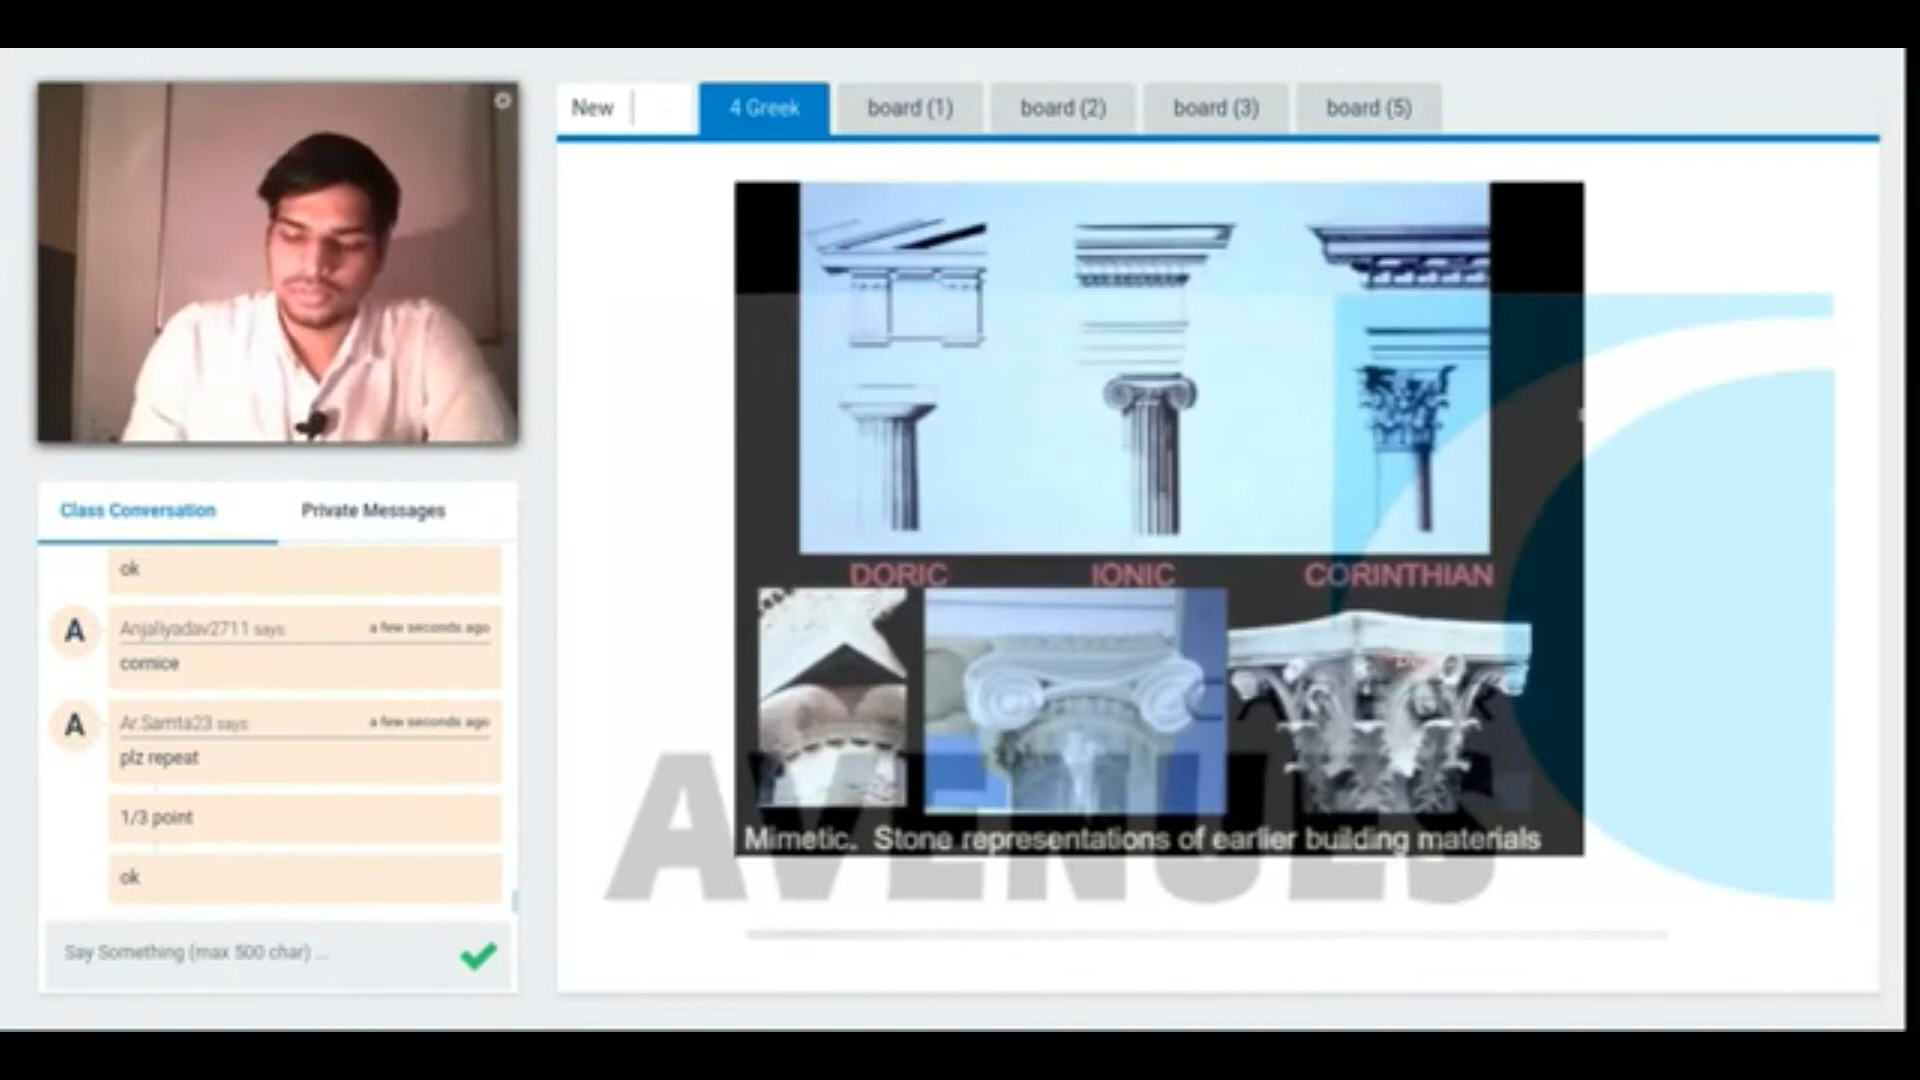 New
4 Greek
board (1)
board (2)
board (3)
board (5)
DORIC
IONIC
CORINTHIAN
Mimetic. Stone representations of earlier building materials
AVENUES
Class Conversation
Private Messages
ok
A
Anjaliyadav2711 says:
a few seconds ago
cornice
A
Ar.Samta23 says:
a few seconds ago
plz repeat
1/3 point
ok
Say Something (max 500 char) ...